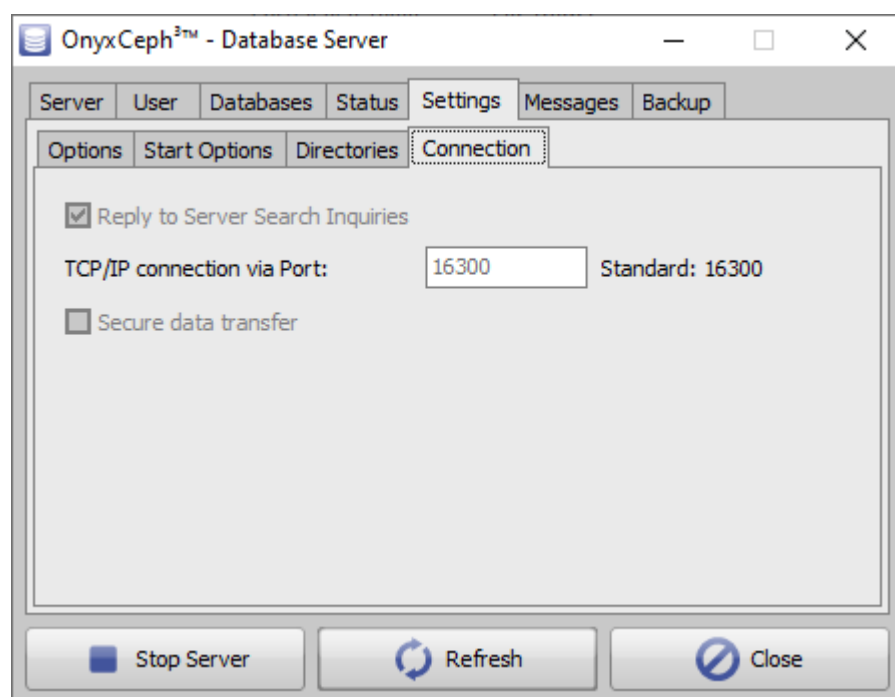 OnyxCeph³™ - Database Server
Server User Databases Status Settings Messages Backup
Options Start Options Directories Connection
Reply to Server Search Inquiries
TCP/IP connection via Port: 16300 Standard: 16300
Secure data transfer
Stop Server Refresh Close